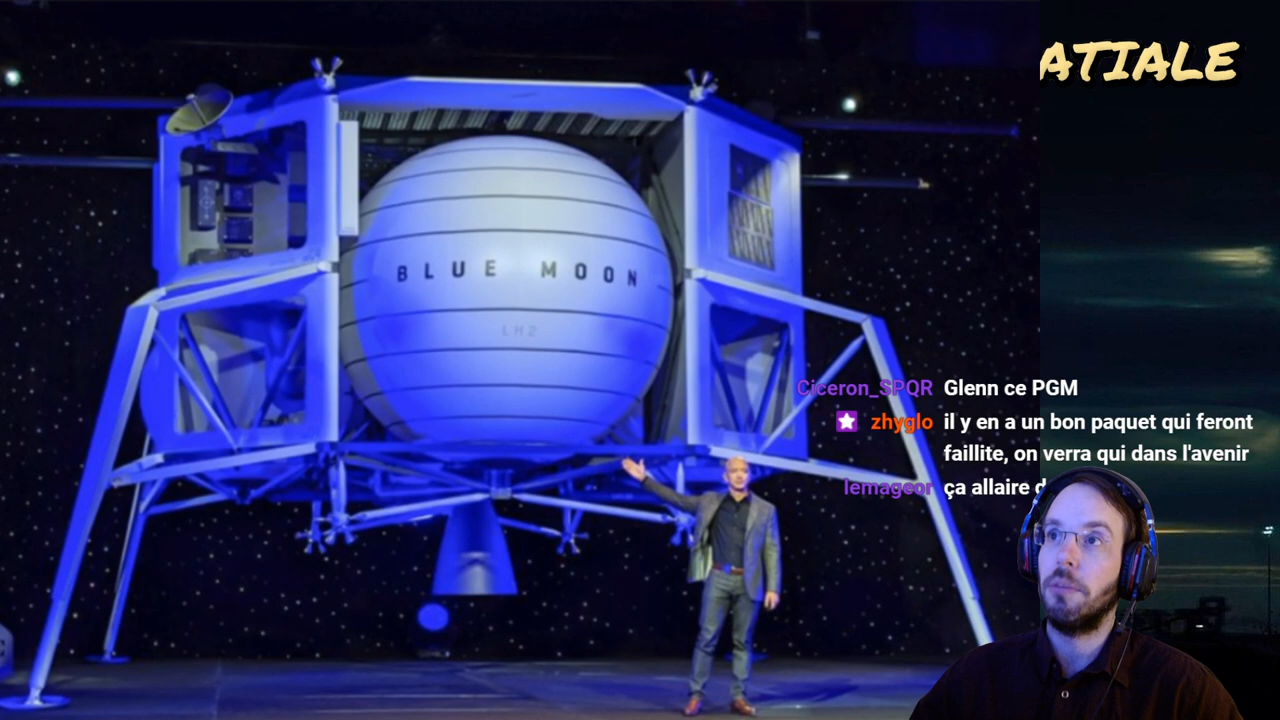 ATIALE
BLUE MOON
LH2
Ciceron_SPQR Glenn ce PGM
zhyglo il y en a un bon paquet qui feront
faillite, on verra qui dans l'avenir
lemageor ça allaire d